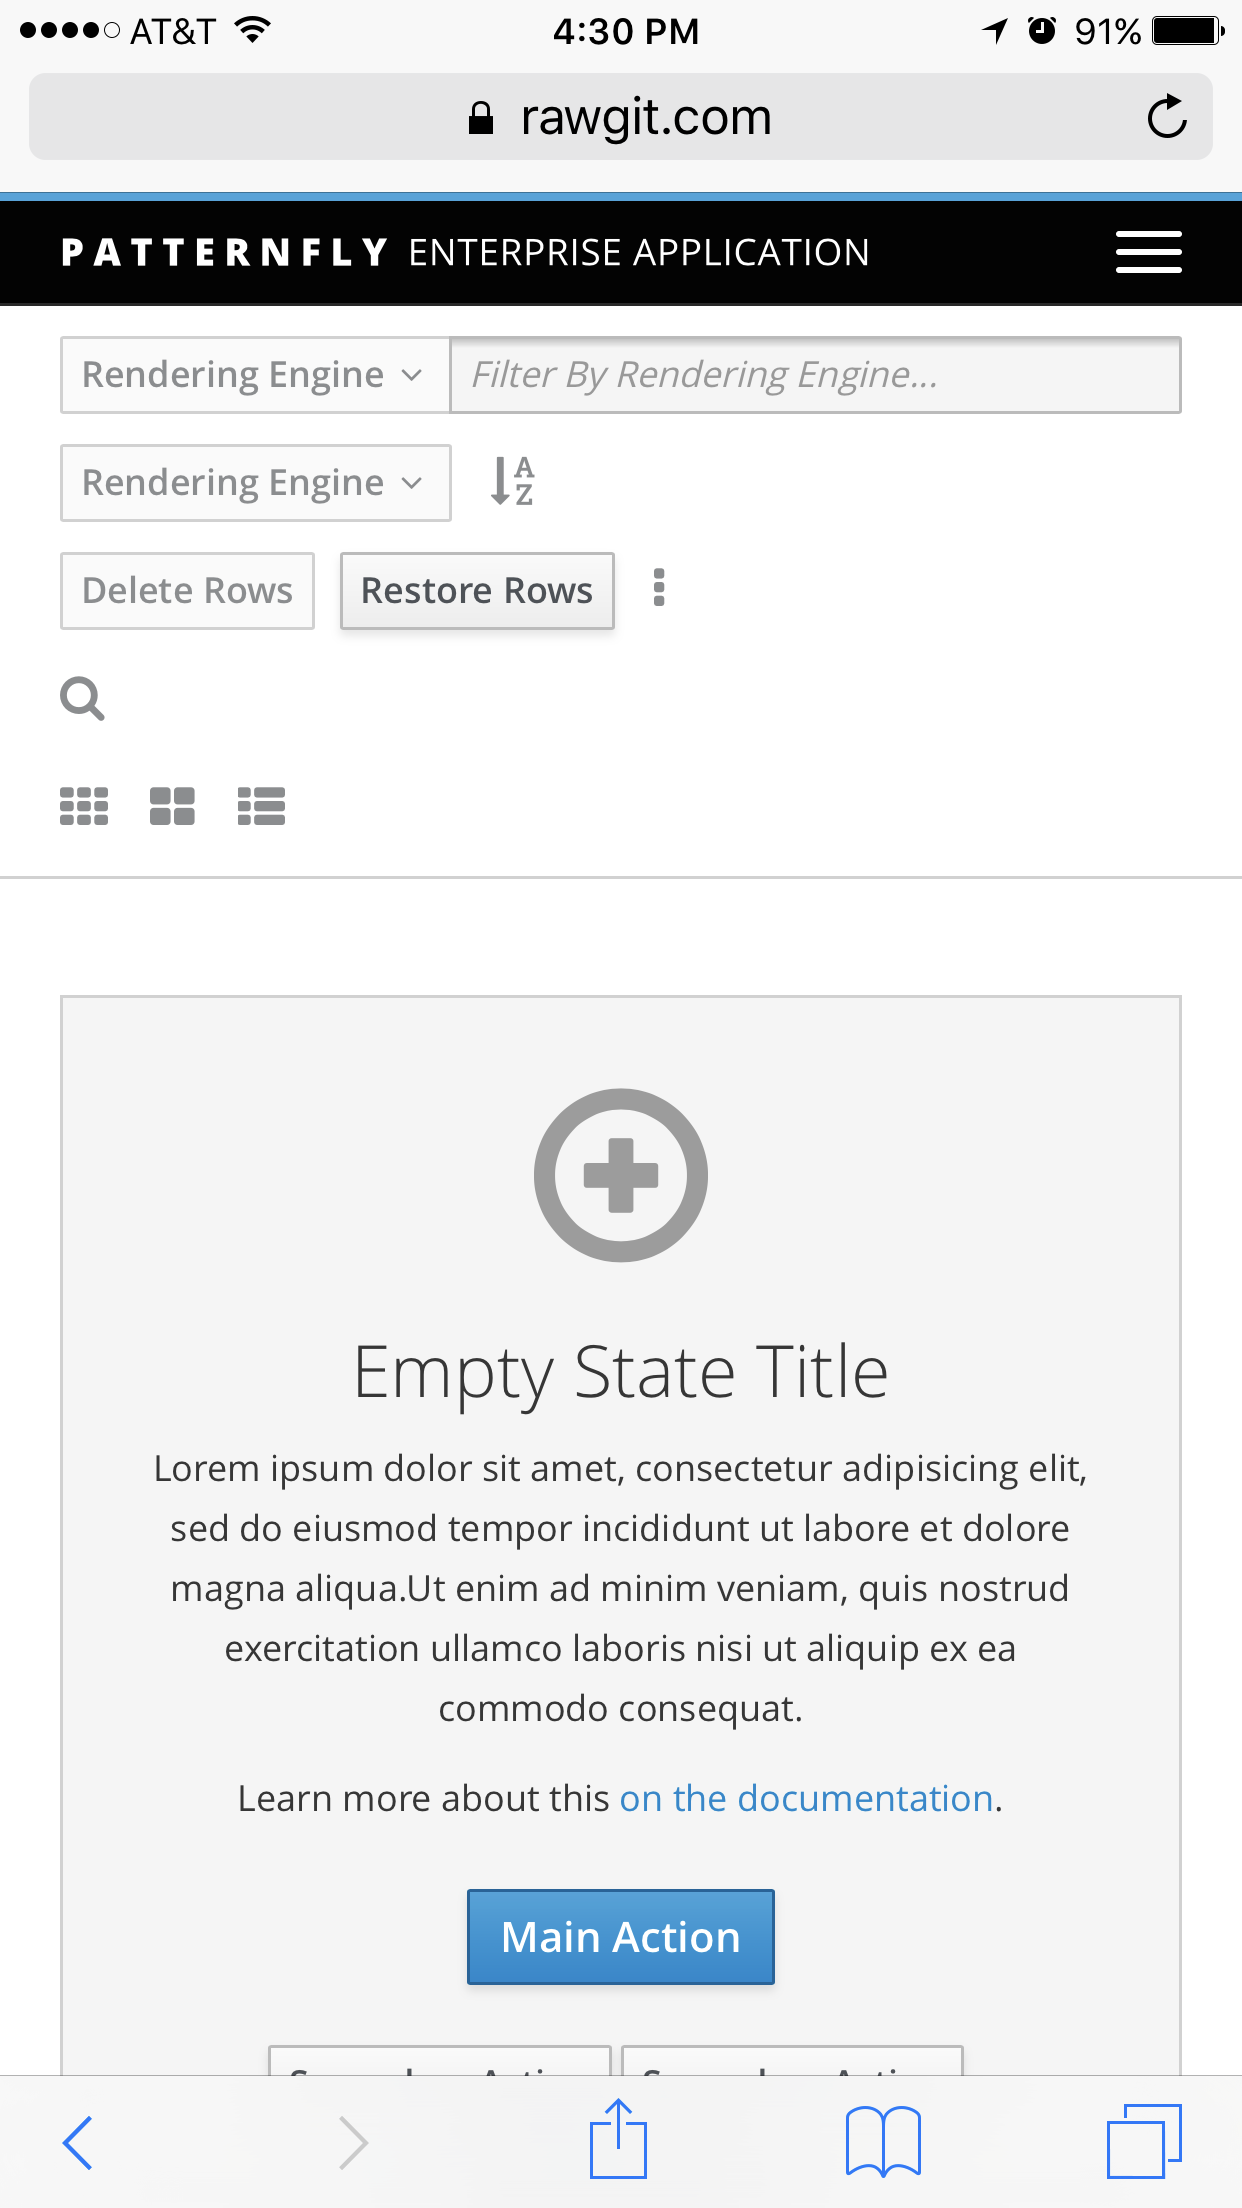 AT&T 4:30 PM 91%
rawgit.com
PATTERNFLY ENTERPRISE APPLICATION
Rendering Engine Filter By Rendering Engine...
Rendering Engine A Z
Delete Rows Restore Rows
Empty State Title
Lorem ipsum dolor sit amet, consectetur adipisicing elit,
sed do eiusmod tempor incididunt ut labore et dolore
magna aliqua.Ut enim ad minim veniam, quis nostrud
exercitation ullamco laboris nisi ut aliquip ex ea
commodo consequat.
Learn more about this on the documentation.
Main Action